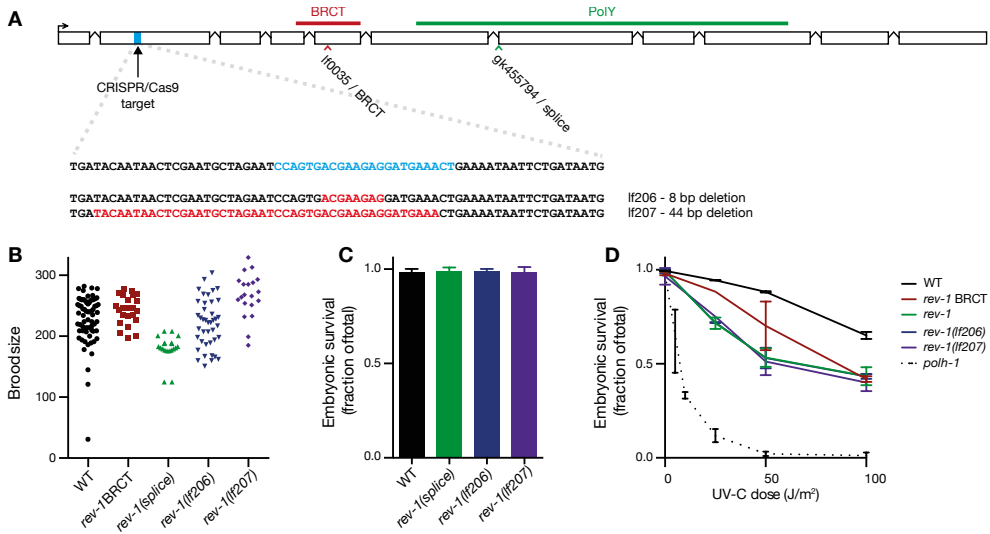 A
BRCT
PolY
CRISPR/Cas9
target
lf0035 / BRCT
gk455794 / splice
TGATACAATAACTCGAATGCTAGAATCCAGTGACGAAGAGGATGAAACTGAAAATAATTCTGATAATG
TGATACAATAACTCGAATGCTAGAATCCAGTGACGAAGAGGATGAAACTGAAAATAATTCTGATAATG lf206 - 8 bp deletion
TGATACAATAACTCGAATGCTAGAATCCAGTGACGAAGAGGATGAAACTGAAAATAATTCTGATAATG lf207 - 44 bp deletion
B
Brood size
300
200
100
0
WT
rev-1 BRCT
rev-1(splice)
rev-1(lf206)
rev-1(lf207)
C
Embryonic survival
(fraction of total)
1.0
0.5
0.0
WT
rev-1(splice)
rev-1(lf206)
rev-1(lf207)
D
Embryonic survival
(fraction of total)
1.0
0.5
0.0
0
50
100
UV-C dose (J/m²)
WT
rev-1 BRCT
rev-1
rev-1(lf206)
rev-1(lf207)
polh-1